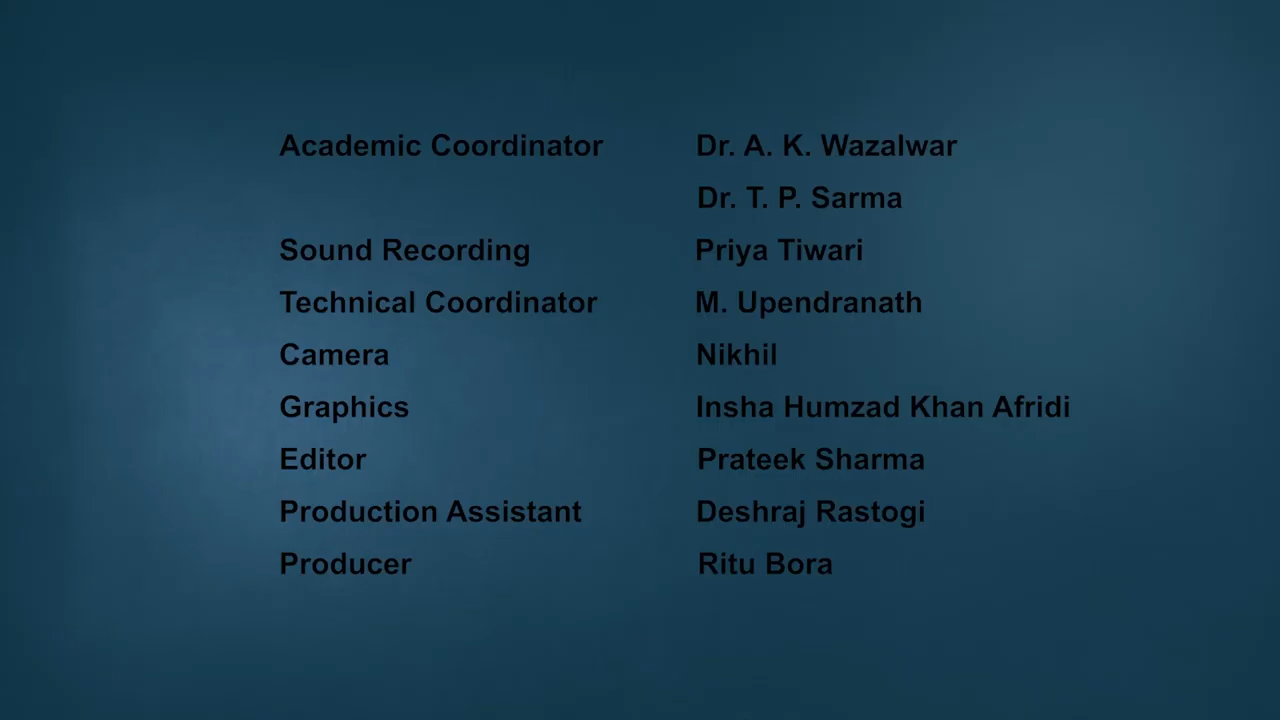 Academic Coordinator Dr. A. K. Wazalwar
Dr. T. P. Sarma
Sound Recording Priya Tiwari
Technical Coordinator M. Upendranath
Camera Nikhil
Graphics Insha Humzad Khan Afridi
Editor Prateek Sharma
Production Assistant Deshraj Rastogi
Producer Ritu Bora